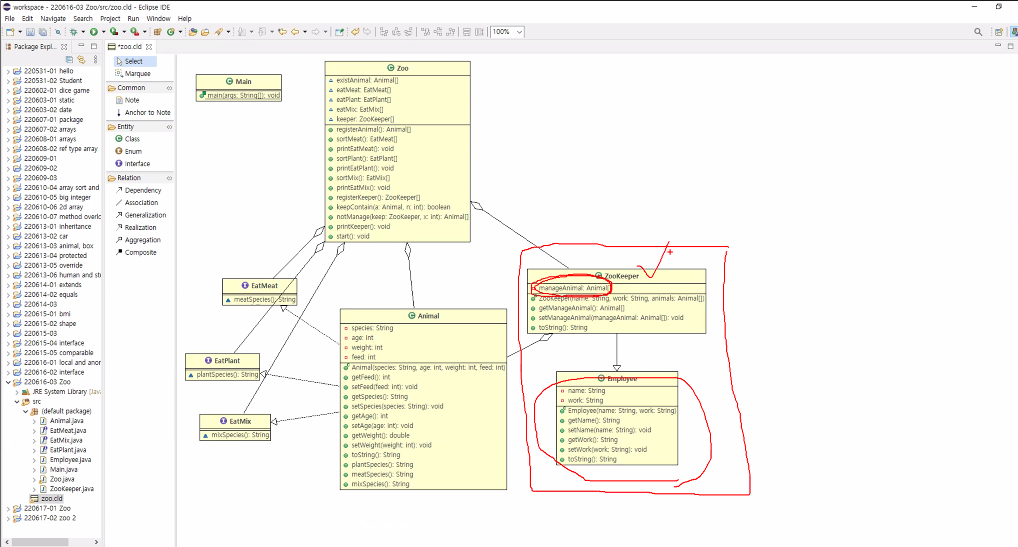 workspace - 220616-03 Zoo/src/zoo.cld - Eclipse IDE
File Edit Navigate Search Project Run Window Help
100%
Package Expl...
*zoo.cld
220531-01 hello
220531-02 Student
220602-01 dice game
220603-01 static
220603-02 date
220607-01 package
220607-02 arrays
220608-01 arrays
220608-02 ref type array
220609-01
220609-02
220609-03
220610-04 array sort and
220610-05 big integer
220610-06 2d array
220610-07 method overlc
220613-01 inheritance
220613-02 car
220613-03 animal, box
220613-04 protected
220613-05 override
220613-06 human and st
220614-01 extends
220614-02 equals
220614-03
220615-01 bmi
220615-02 shape
220615-03
220615-04 interface
220615-05 comparable
220616-01 local and anor
220616-02 interface
220616-03 Zoo
JRE System Library [Java
src
(default package)
Animal.java
EatMeat.java
EatMix.java
EatPlant.java
Employee.java
Main.java
Zoo.java
ZooKeeper.java
zoo.cld
220617-01 Zoo
220617-02 zoo 2
Select
Marquee
Common
Note
Anchor to Note
Entity
Class
Enum
Interface
Relation
Dependency
Association
Generalization
Realization
Aggregation
Composite
Main
main(args: String[]): void
Zoo
existAnimal: Animal[]
eatMeat: EatMeat[]
eatPlant: EatPlant[]
eatMix: EatMix[]
keeper: ZooKeeper[]
registerAnimal(): Animal[]
sortMeat(): EatMeat[]
printEatMeat(): void
sortPlant(): EatPlant[]
printEatPlant(): void
sortMix(): EatMix[]
printEatMix(): void
registerKeeper(): ZooKeeper[]
keepContain(a: Animal, n: int): boolean
notManage(keep: ZooKeeper, x: int): Animal[]
printKeeper(): void
start(): void
EatMeat
meatSpecies(): String
EatPlant
plantSpecies(): String
EatMix
mixSpecies(): String
Animal
species: String
age: int
weight: int
feed: int
Animal(species: String, age: int, weight: int, feed: int)
getFeed(): int
setFeed(feed: int): void
getSpecies(): String
setSpecies(species: String): void
getAge(): int
setAge(age: int): void
getWeight(): double
setWeight(weight: int): void
toString(): String
plantSpecies(): String
meatSpecies(): String
mixSpecies(): String
ZooKeeper
manageAnimal: Animal
ZooKeeper(name: String, work: String, animals: Animal[])
getManageAnimal(): Animal[]
setManageAnimal(manageAnimal: Animal[]): void
toString(): String
Employee
name: String
work: String
Employee(name: String, work: String)
getName(): String
setName(name: String): void
getWork(): String
setWork(work: String): void
toString(): String